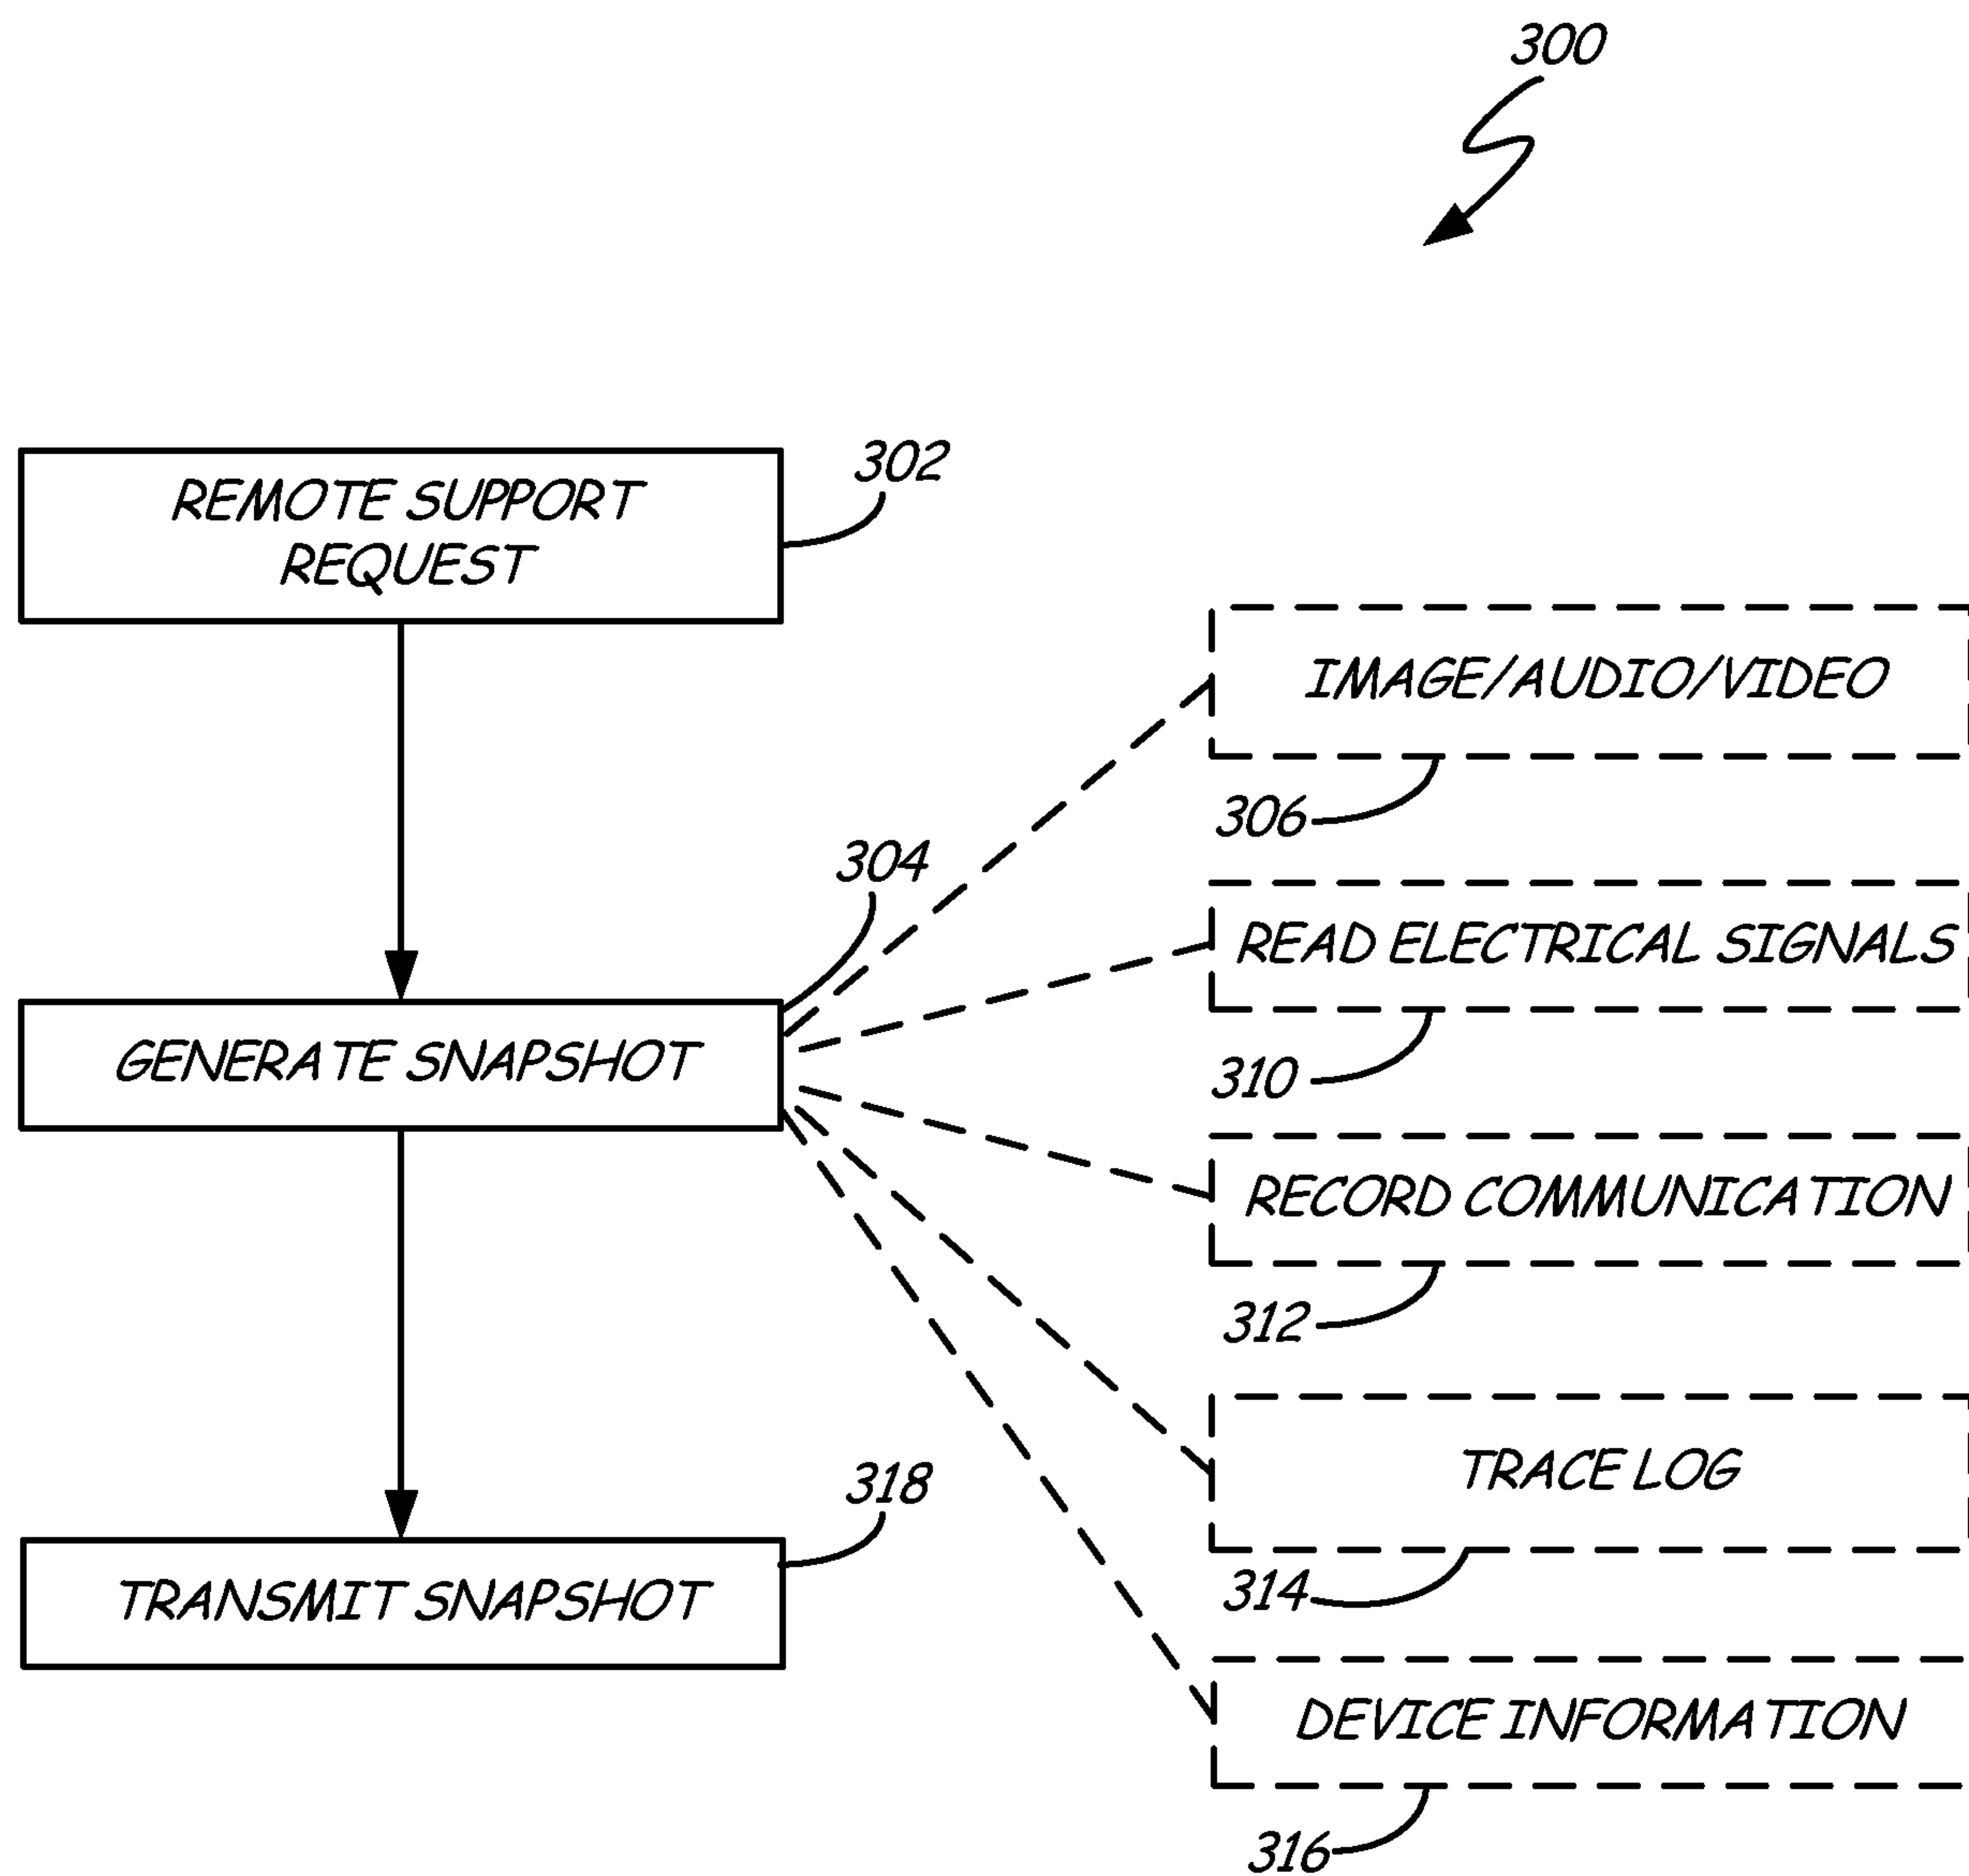 300
REMOTE SUPPORT
REQUEST
302
IMAGE/AUDIO/VIDEO
306
304
READ ELECTRICAL SIGNALS
310
GENERATE SNAPSHOT
RECORD COMMUNICATION
312
TRACE LOG
314
318
TRANSMIT SNAPSHOT
DEVICE INFORMATION
316